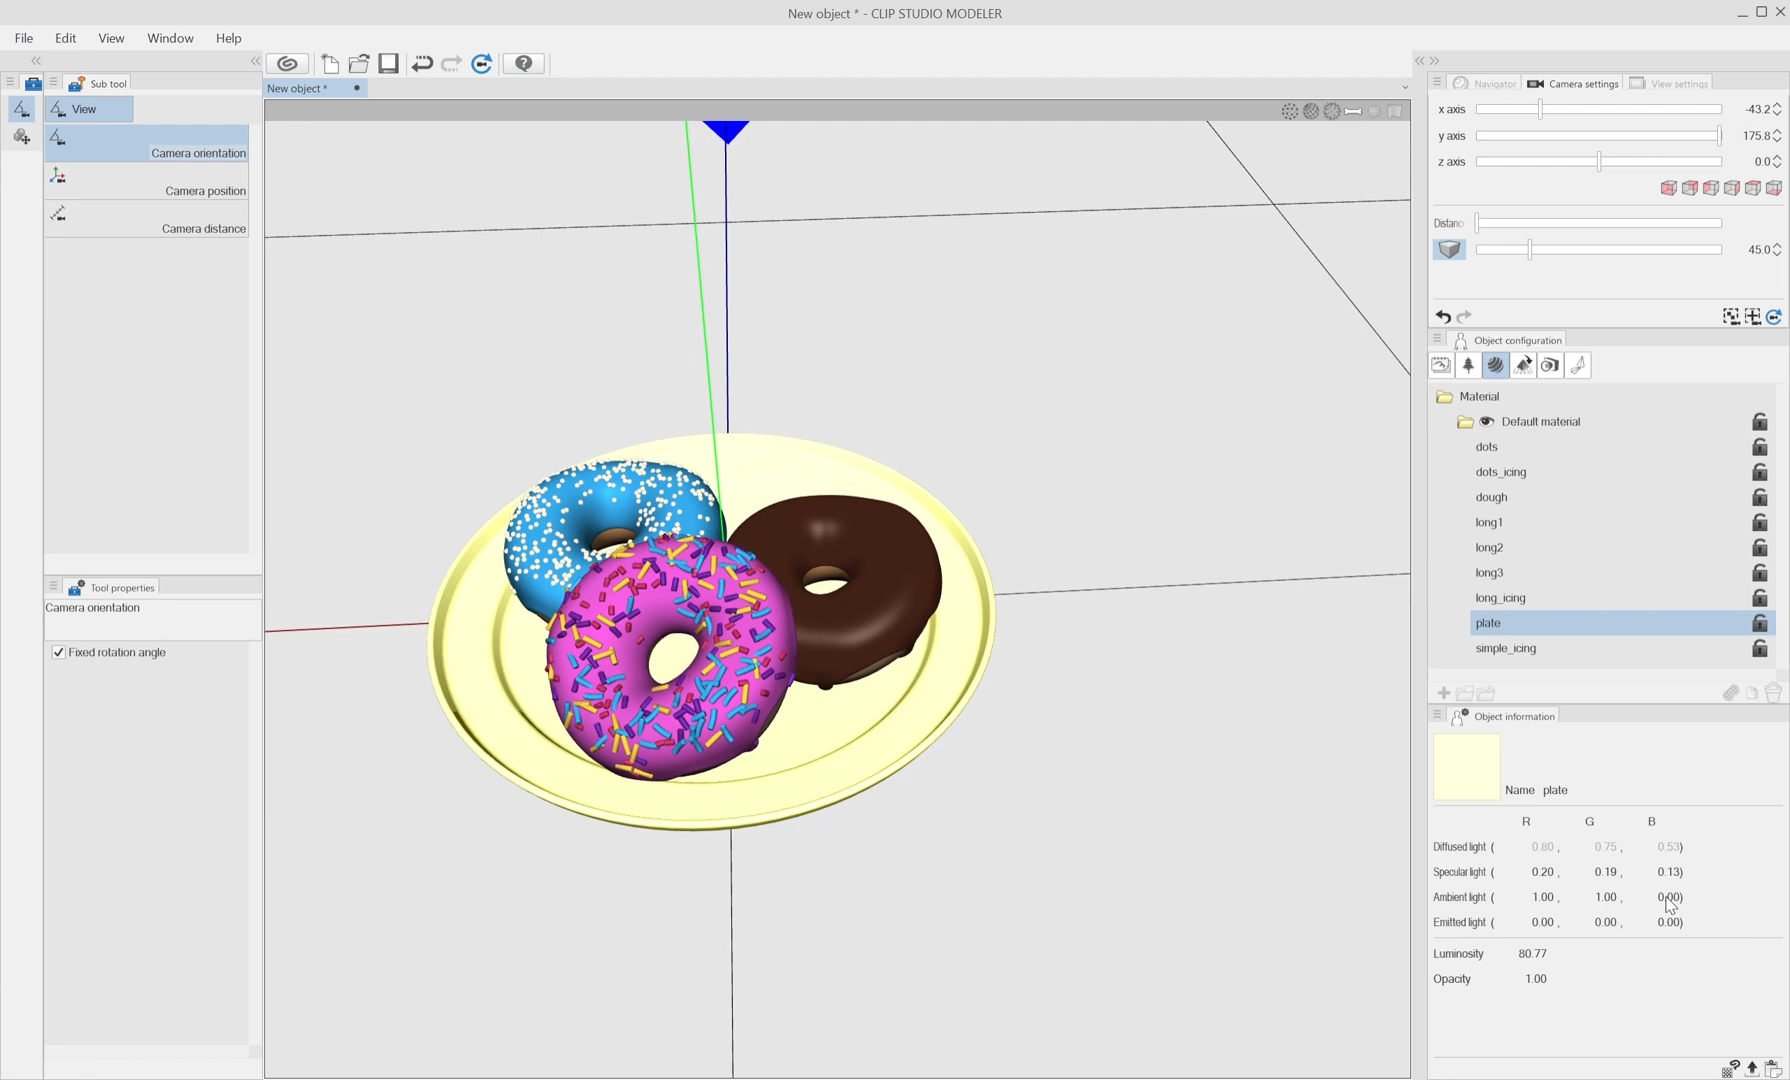 New object * - CLIP STUDIO MODELER
File Edit View Window Help
Sub tool
View
Camera orientation
Camera position
Camera distance
Tool properties
Camera orientation
Fixed rotation angle
New object *
Navigator Camera settings View settings
x axis -43.2
y axis 175.8
z axis 0.0
Distanc
45.0
Object configuration
Material
Default material
dots
dots_icing
dough
long1
long2
long3
long_icing
plate
simple_icing
Object information
Name plate
R G B
Diffused light ( 0.80 , 0.75 , 0.53)
Specular light ( 0.20 , 0.19 , 0.13)
Ambient light ( 1.00 , 1.00 , 0.00)
Emitted light ( 0.00 , 0.00 , 0.00)
Luminosity 80.77
Opacity 1.00